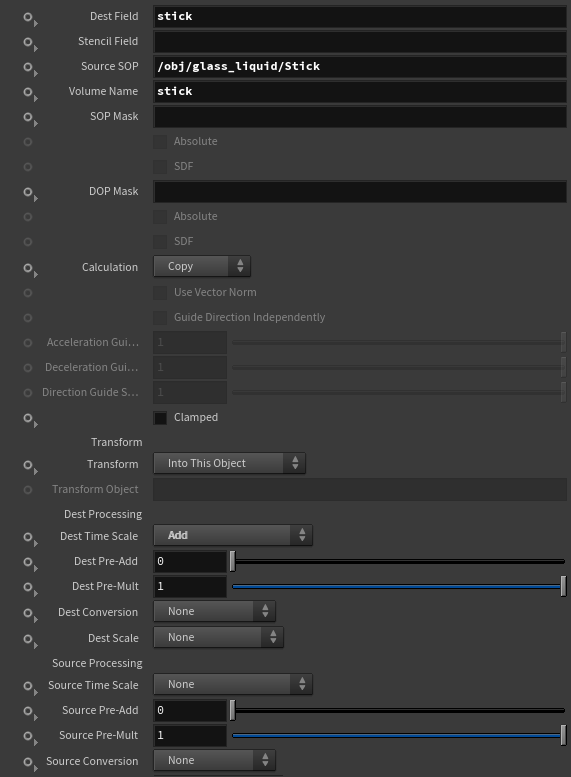 Dest Field stick
Stencil Field
Source SOP /obj/glass_liquid/Stick
Volume Name stick
SOP Mask
Absolute
SDF
DOP Mask
Absolute
SDF
Calculation Copy
Use Vector Norm
Guide Direction Independently
Acceleration Gui... 1
Deceleration Gui... 1
Direction Guide S... 1
Clamped
Transform
Transform Into This Object
Transform Object
Dest Processing
Dest Time Scale Add
Dest Pre-Add 0
Dest Pre-Mult 1
Dest Conversion None
Dest Scale None
Source Processing
Source Time Scale None
Source Pre-Add 0
Source Pre-Mult 1
Source Conversion None